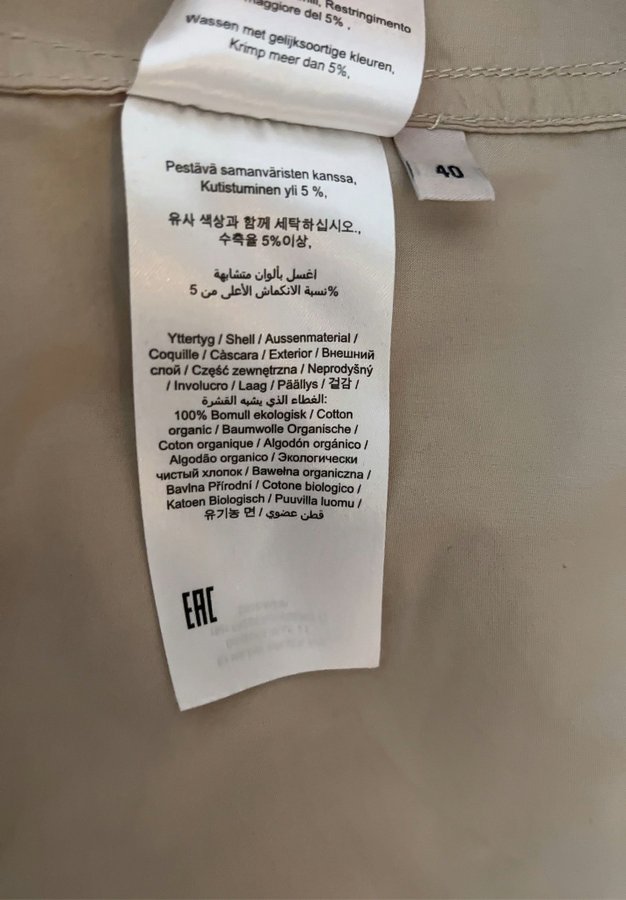 Restringimento
maggiore del 5% .
Wassen met gelijksoortige kleuren,
Krimp meer dan 5%,
40
Pestävä samanväristen kanssa,
Kutistuminen yli 5 %,
유사 색상과 함께 세탁하십시오.,
수축율 5%이상,
اغسل بألوان متشابهة
%نسبة الانكماش الأعلى من 5
Yttertyg / Shell / Aussenmaterial /
Coquille / Càscara / Exterior / Внешний
слой / Część zewnętrzna / Neprodyšný
/ Involucro / Laag / Päällys / 겉감 /
الغطاء الذي يشبه القشرة:
100% Bomull ekologisk / Cotton
organic / Baumwolle Organische /
Coton organique / Algodón orgánico /
Algodão organico / Экологически
чистый хлопок / Bawełna organiczna /
Bavlna Přírodní / Cotone biologico /
Katoen Biologisch / Puuvilla luomu /
유기농 면 / قطن عضوي
EAC